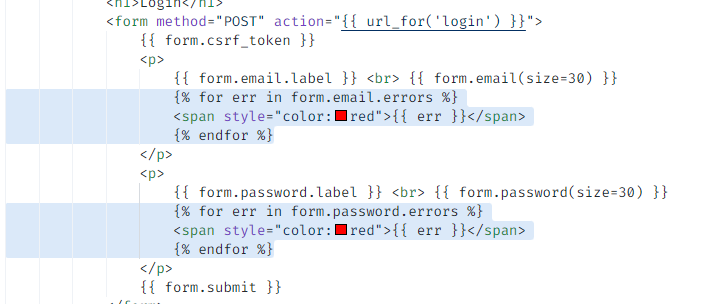 <h1>Login</h1>
<form method="POST" action="{{ url_for('login') }}">
{{ form.csrf_token }}
<p>
{{ form.email.label }} <br> {{ form.email(size=30) }}
{% for err in form.email.errors %}
<span style="color:red">{{ err }}</span>
{% endfor %}
</p>
<p>
{{ form.password.label }} <br> {{ form.password(size=30) }}
{% for err in form.password.errors %}
<span style="color:red">{{ err }}</span>
{% endfor %}
</p>
{{ form.submit }}
</form>